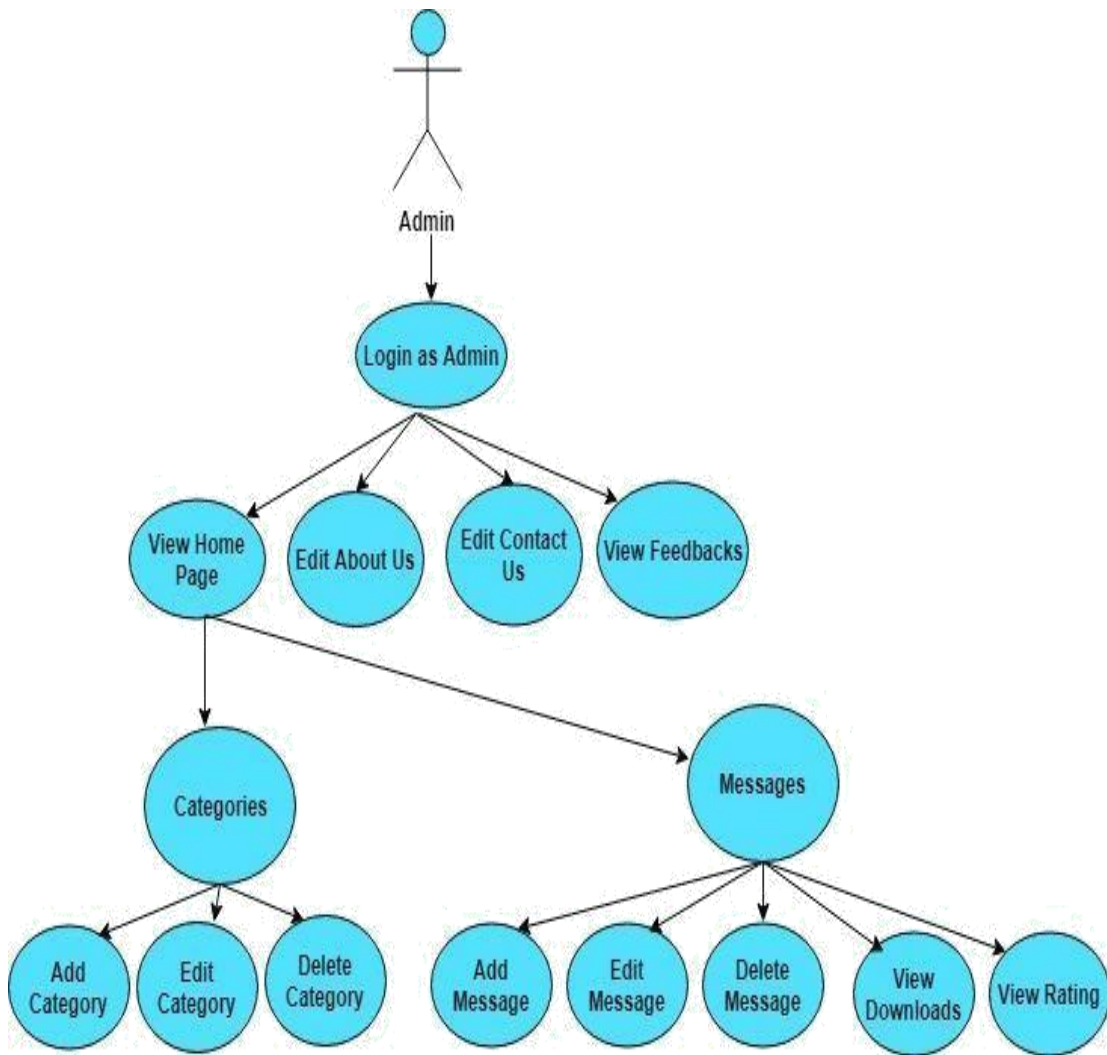 Admin
Login as Admin
View Home
Page
Edit About Us
Edit Contact
Us
View Feedbacks
Categories
Messages
Add
Category
Edit
Category
Delete
Category
Add
Message
Edit
Message
Delete
Message
View
Downloads
View Rating